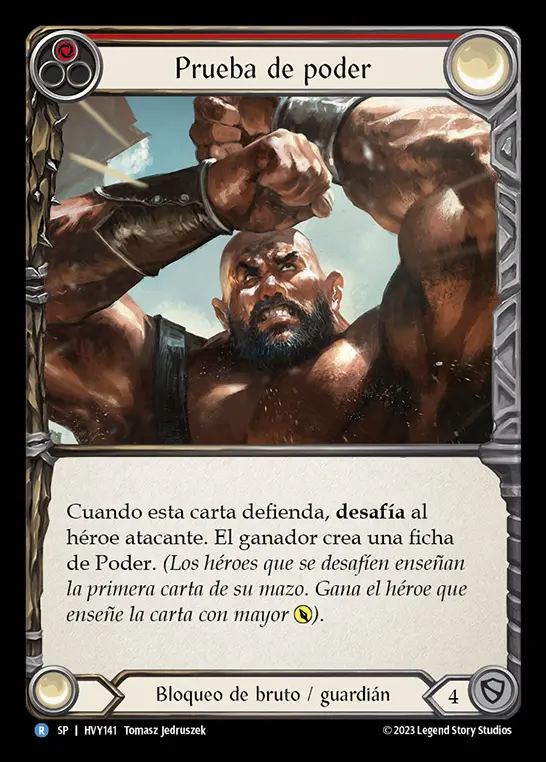 Prueba de poder
Cuando esta carta defienda, desafía al
héroe atacante. El ganador crea una ficha
de Poder. (Los héroes que se desafíen enseñan
la primera carta de su mazo. Gana el héroe que
enseñe la carta con mayor ).
Bloqueo de bruto / guardián
4
R SP | HVY141 Tomasz Jedruszek
© 2023 Legend Story Studios